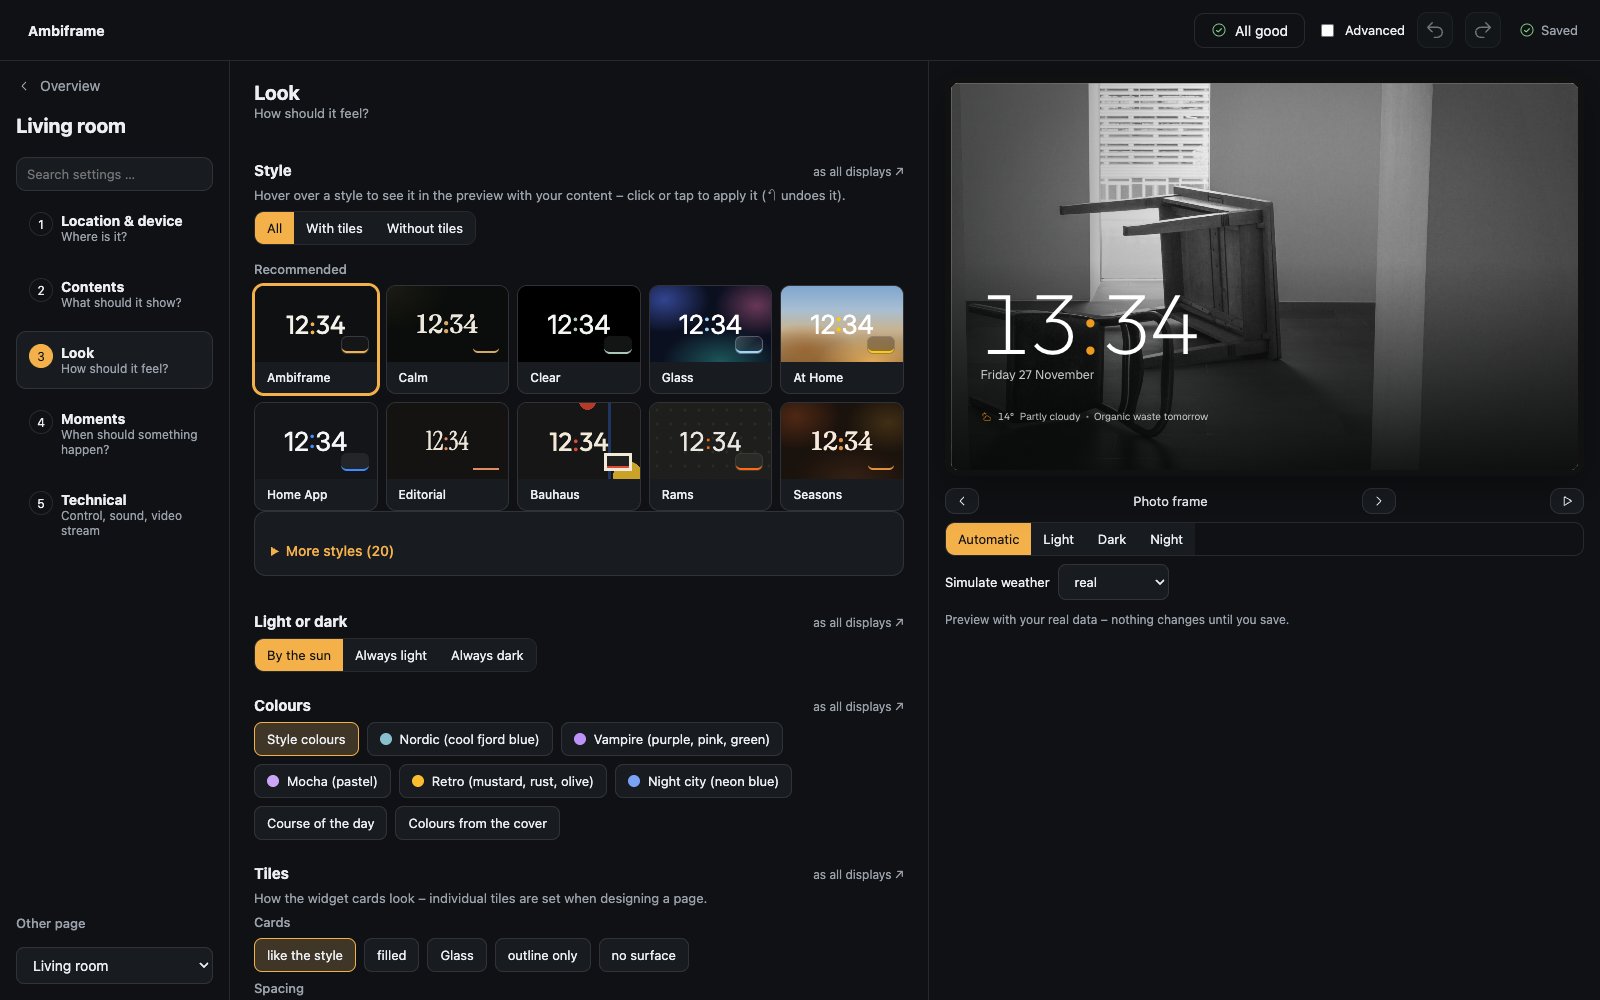 Ambiframe
All good
Advanced
Saved
Overview
Living room
Search settings ...
1
Location & device
Where is it?
2
Contents
What should it show?
3
Look
How should it feel?
4
Moments
When should something
happen?
5
Technical
Control, sound, video
stream
Other page
Living room
Look
How should it feel?
Style
as all displays ↗
Hover over a style to see it in the preview with your content – click or tap to apply it (↶ undoes it).
All
With tiles
Without tiles
Recommended
12:34
Ambiframe
12:34
Calm
12:34
Clear
12:34
Glass
12:34
At Home
12:34
Home App
12:34
Editorial
12:34
Bauhaus
12:34
Rams
12:34
Seasons
▶ More styles (20)
Light or dark
as all displays ↗
By the sun
Always light
Always dark
Colours
as all displays ↗
Style colours
Nordic (cool fjord blue)
Vampire (purple, pink, green)
Mocha (pastel)
Retro (mustard, rust, olive)
Night city (neon blue)
Course of the day
Colours from the cover
Tiles
as all displays ↗
How the widget cards look – individual tiles are set when designing a page.
Cards
like the style
filled
Glass
outline only
no surface
Spacing
13:34
Friday 27 November
14° Partly cloudy • Organic waste tomorrow
Photo frame
Automatic
Light
Dark
Night
Simulate weather
real
Preview with your real data – nothing changes until you save.